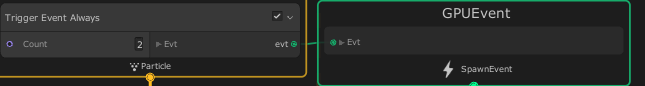 GPUEvent
Trigger Event Always
Count 2 Evt evt Evt
Particle SpawnEvent